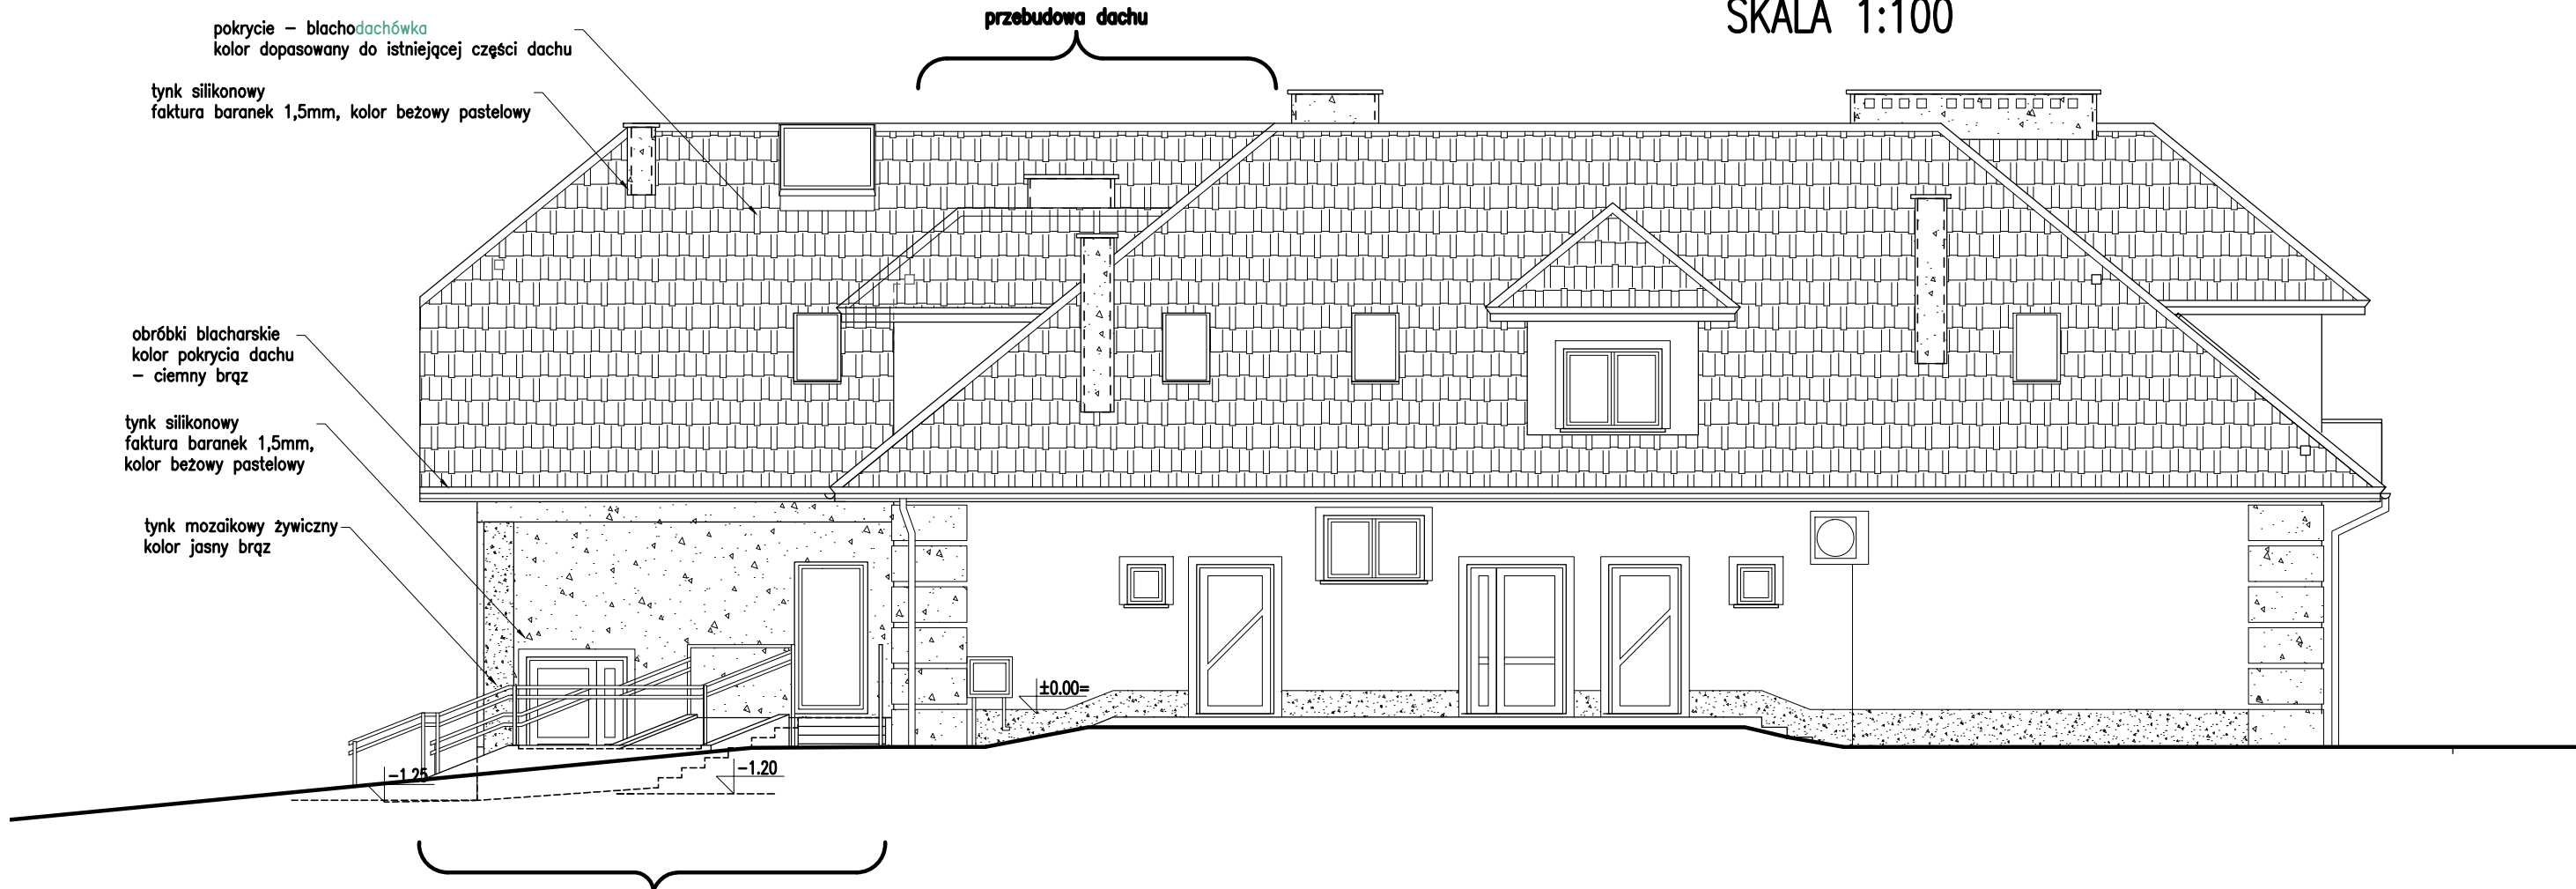 przebudowa dachu
SKALA 1:100
pokrycie – blachodachówka
kolor dopasowany do istniejącej części dachu
tynk silikonowy
faktura baranek 1,5mm, kolor beżowy pastelowy
obróbki blacharskie
kolor pokrycia dachu
– ciemny brąz
tynk silikonowy
faktura baranek 1,5mm,
kolor beżowy pastelowy
tynk mozaikowy żywiczny
kolor jasny brąz
±0.00=
-1.25
-1.20